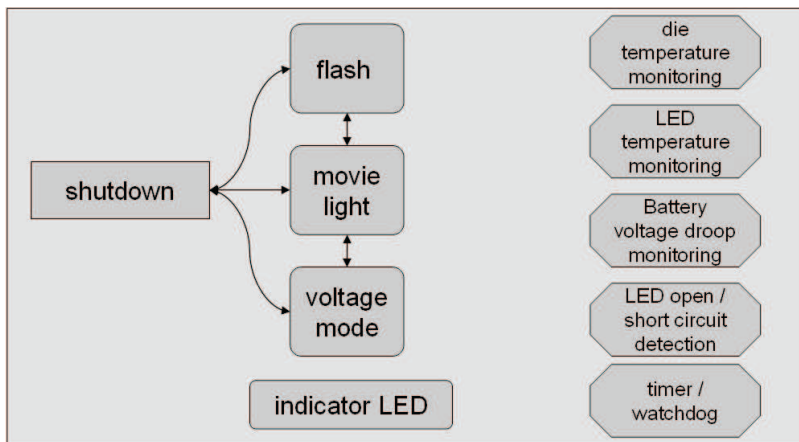 flash
shutdown
movie
light
voltage
mode
indicator LED
die
temperature
monitoring
LED
temperature
monitoring
Battery
voltage droop
monitoring
LED open /
short circuit
detection
timer /
watchdog